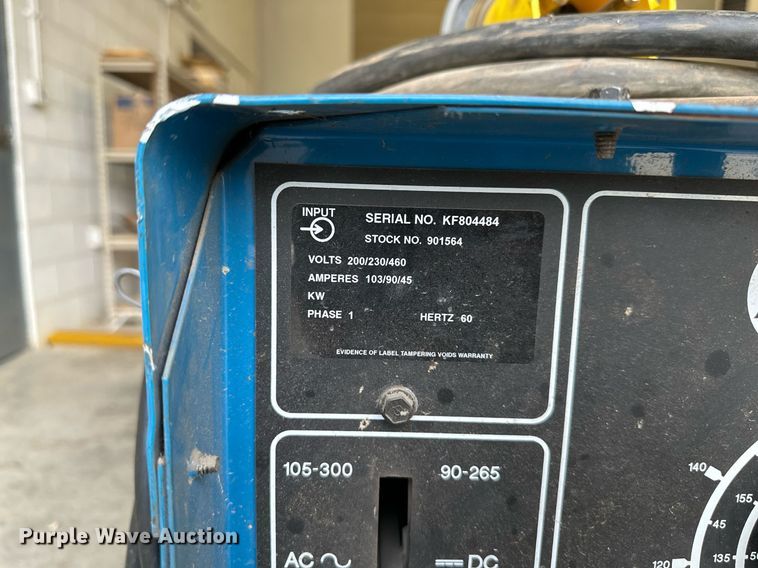 INPUT
SERIAL NO. KF804484
STOCK NO. 901564
VOLTS 200/230/460
AMPERES 103/90/45
KW
PHASE 1 HERTZ 60
EVIDENCE OF LABEL TAMPERING VOIDS WARRANTY
105-300 90-265
140
155
45
135 50
120
AC DC
Purple Wave Auction